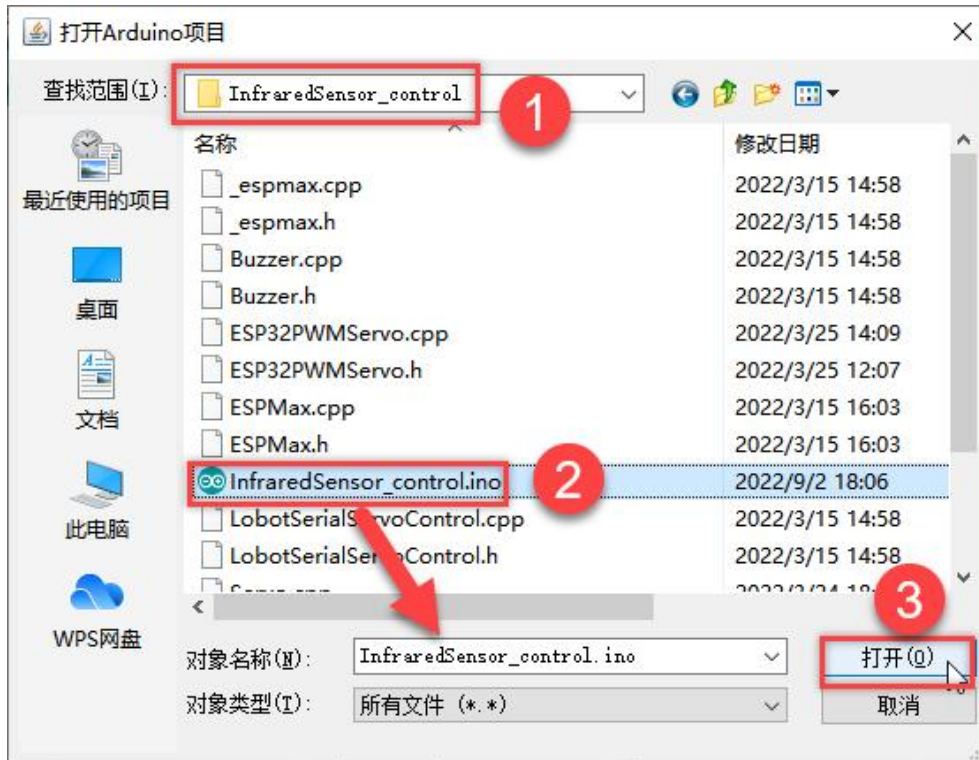 打开Arduino项目
查找范围(I):
InfraredSensor_control
1
名称
修改日期
_espmax.cpp
2022/3/15 14:58
_espmax.h
2022/3/15 14:58
Buzzer.cpp
2022/3/15 14:58
Buzzer.h
2022/3/15 14:58
ESP32PWMServo.cpp
2022/3/25 14:09
ESP32PWMServo.h
2022/3/25 12:07
ESPMax.cpp
2022/3/15 16:03
ESPMax.h
2022/3/15 16:03
InfraredSensor_control.ino
2
2022/9/2 18:06
LobotSerialServoControl.cpp
2022/3/15 14:58
LobotSerialServoControl.h
2022/3/15 14:58
最近使用的项目
桌面
文档
此电脑
WPS网盘
3
对象名称(N):
InfraredSensor_control.ino
打开(O)
对象类型(T):
所有文件 (*.*)
取消